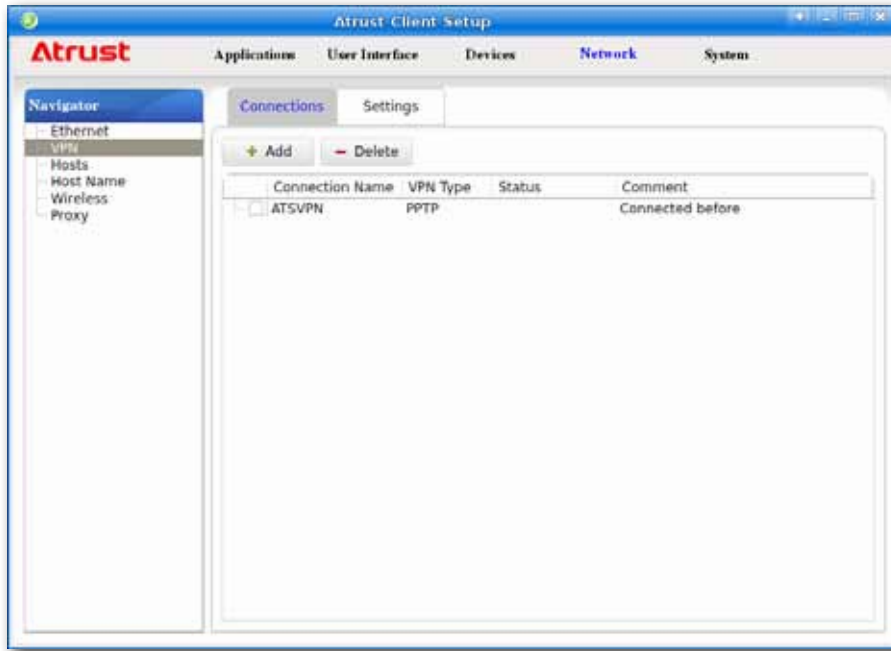 Atrust Client Setup
Atrust
Applications User Interface Devices Network System
Navigator
Ethernet
VPN
Hosts
Host Name
Wireless
Proxy
Connections Settings
+ Add - Delete
Connection Name VPN Type Status Comment
ATSVPN PPTP Connected before